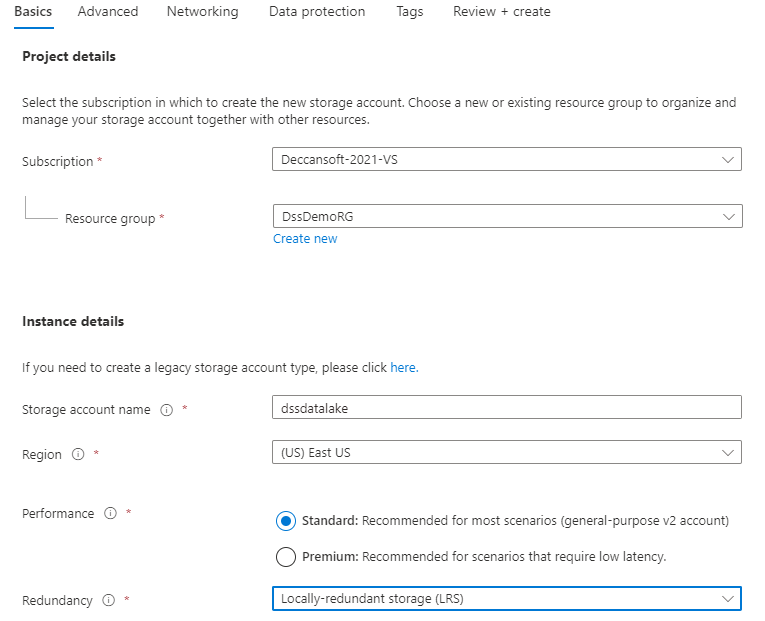 Basics Advanced Networking Data protection Tags Review + create
Project details
Select the subscription in which to create the new storage account. Choose a new or existing resource group to organize and
manage your storage account together with other resources.
Subscription * Deccansoft-2021-VS
Resource group * DssDemoRG
Create new
Instance details
If you need to create a legacy storage account type, please click here.
Storage account name * dssdatalake
Region * (US) East US
Performance * Standard: Recommended for most scenarios (general-purpose v2 account)
Premium: Recommended for scenarios that require low latency.
Redundancy * Locally-redundant storage (LRS)